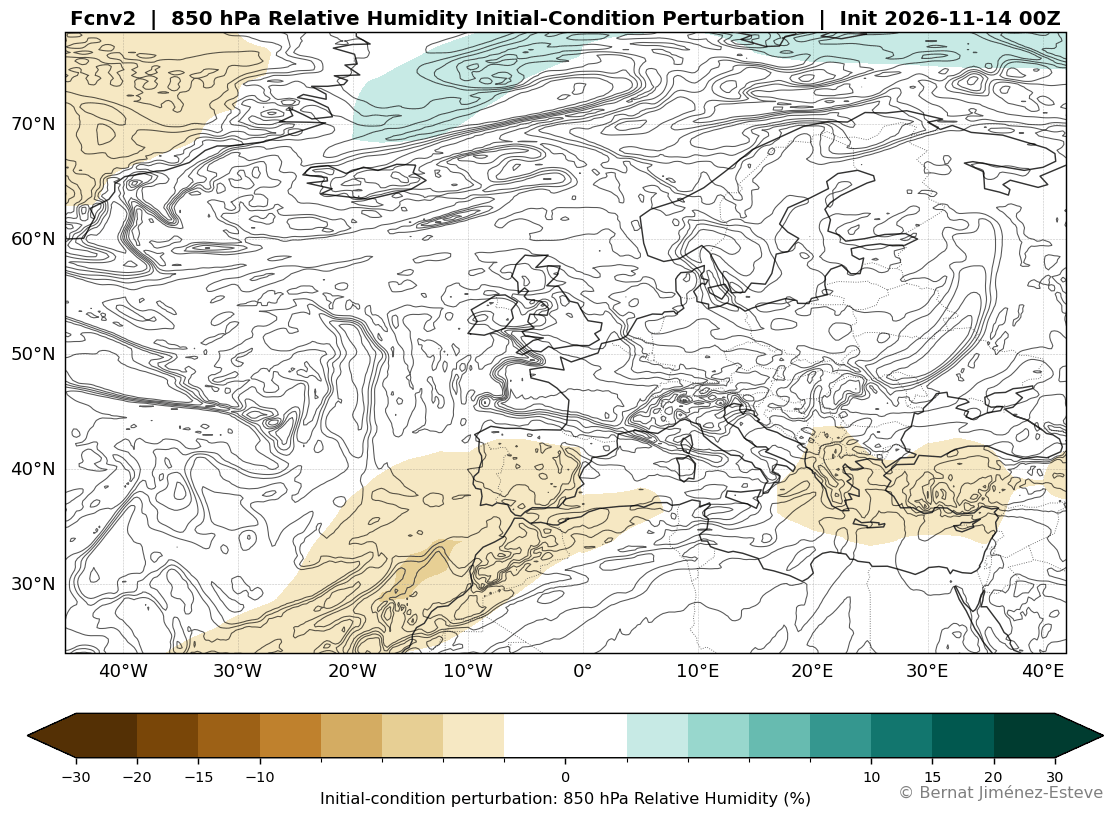 Fcnv2 | 850 hPa Relative Humidity Initial-Condition Perturbation | Init 2026-11-14 00Z
70°N
60°N
50°N
40°N
30°N
40°W 30°W 20°W 10°W 0° 10°E 20°E 30°E 40°E
−30 −20 −15 −10 0 10 15 20 30
Initial-condition perturbation: 850 hPa Relative Humidity (%)
© Bernat Jiménez-Esteve